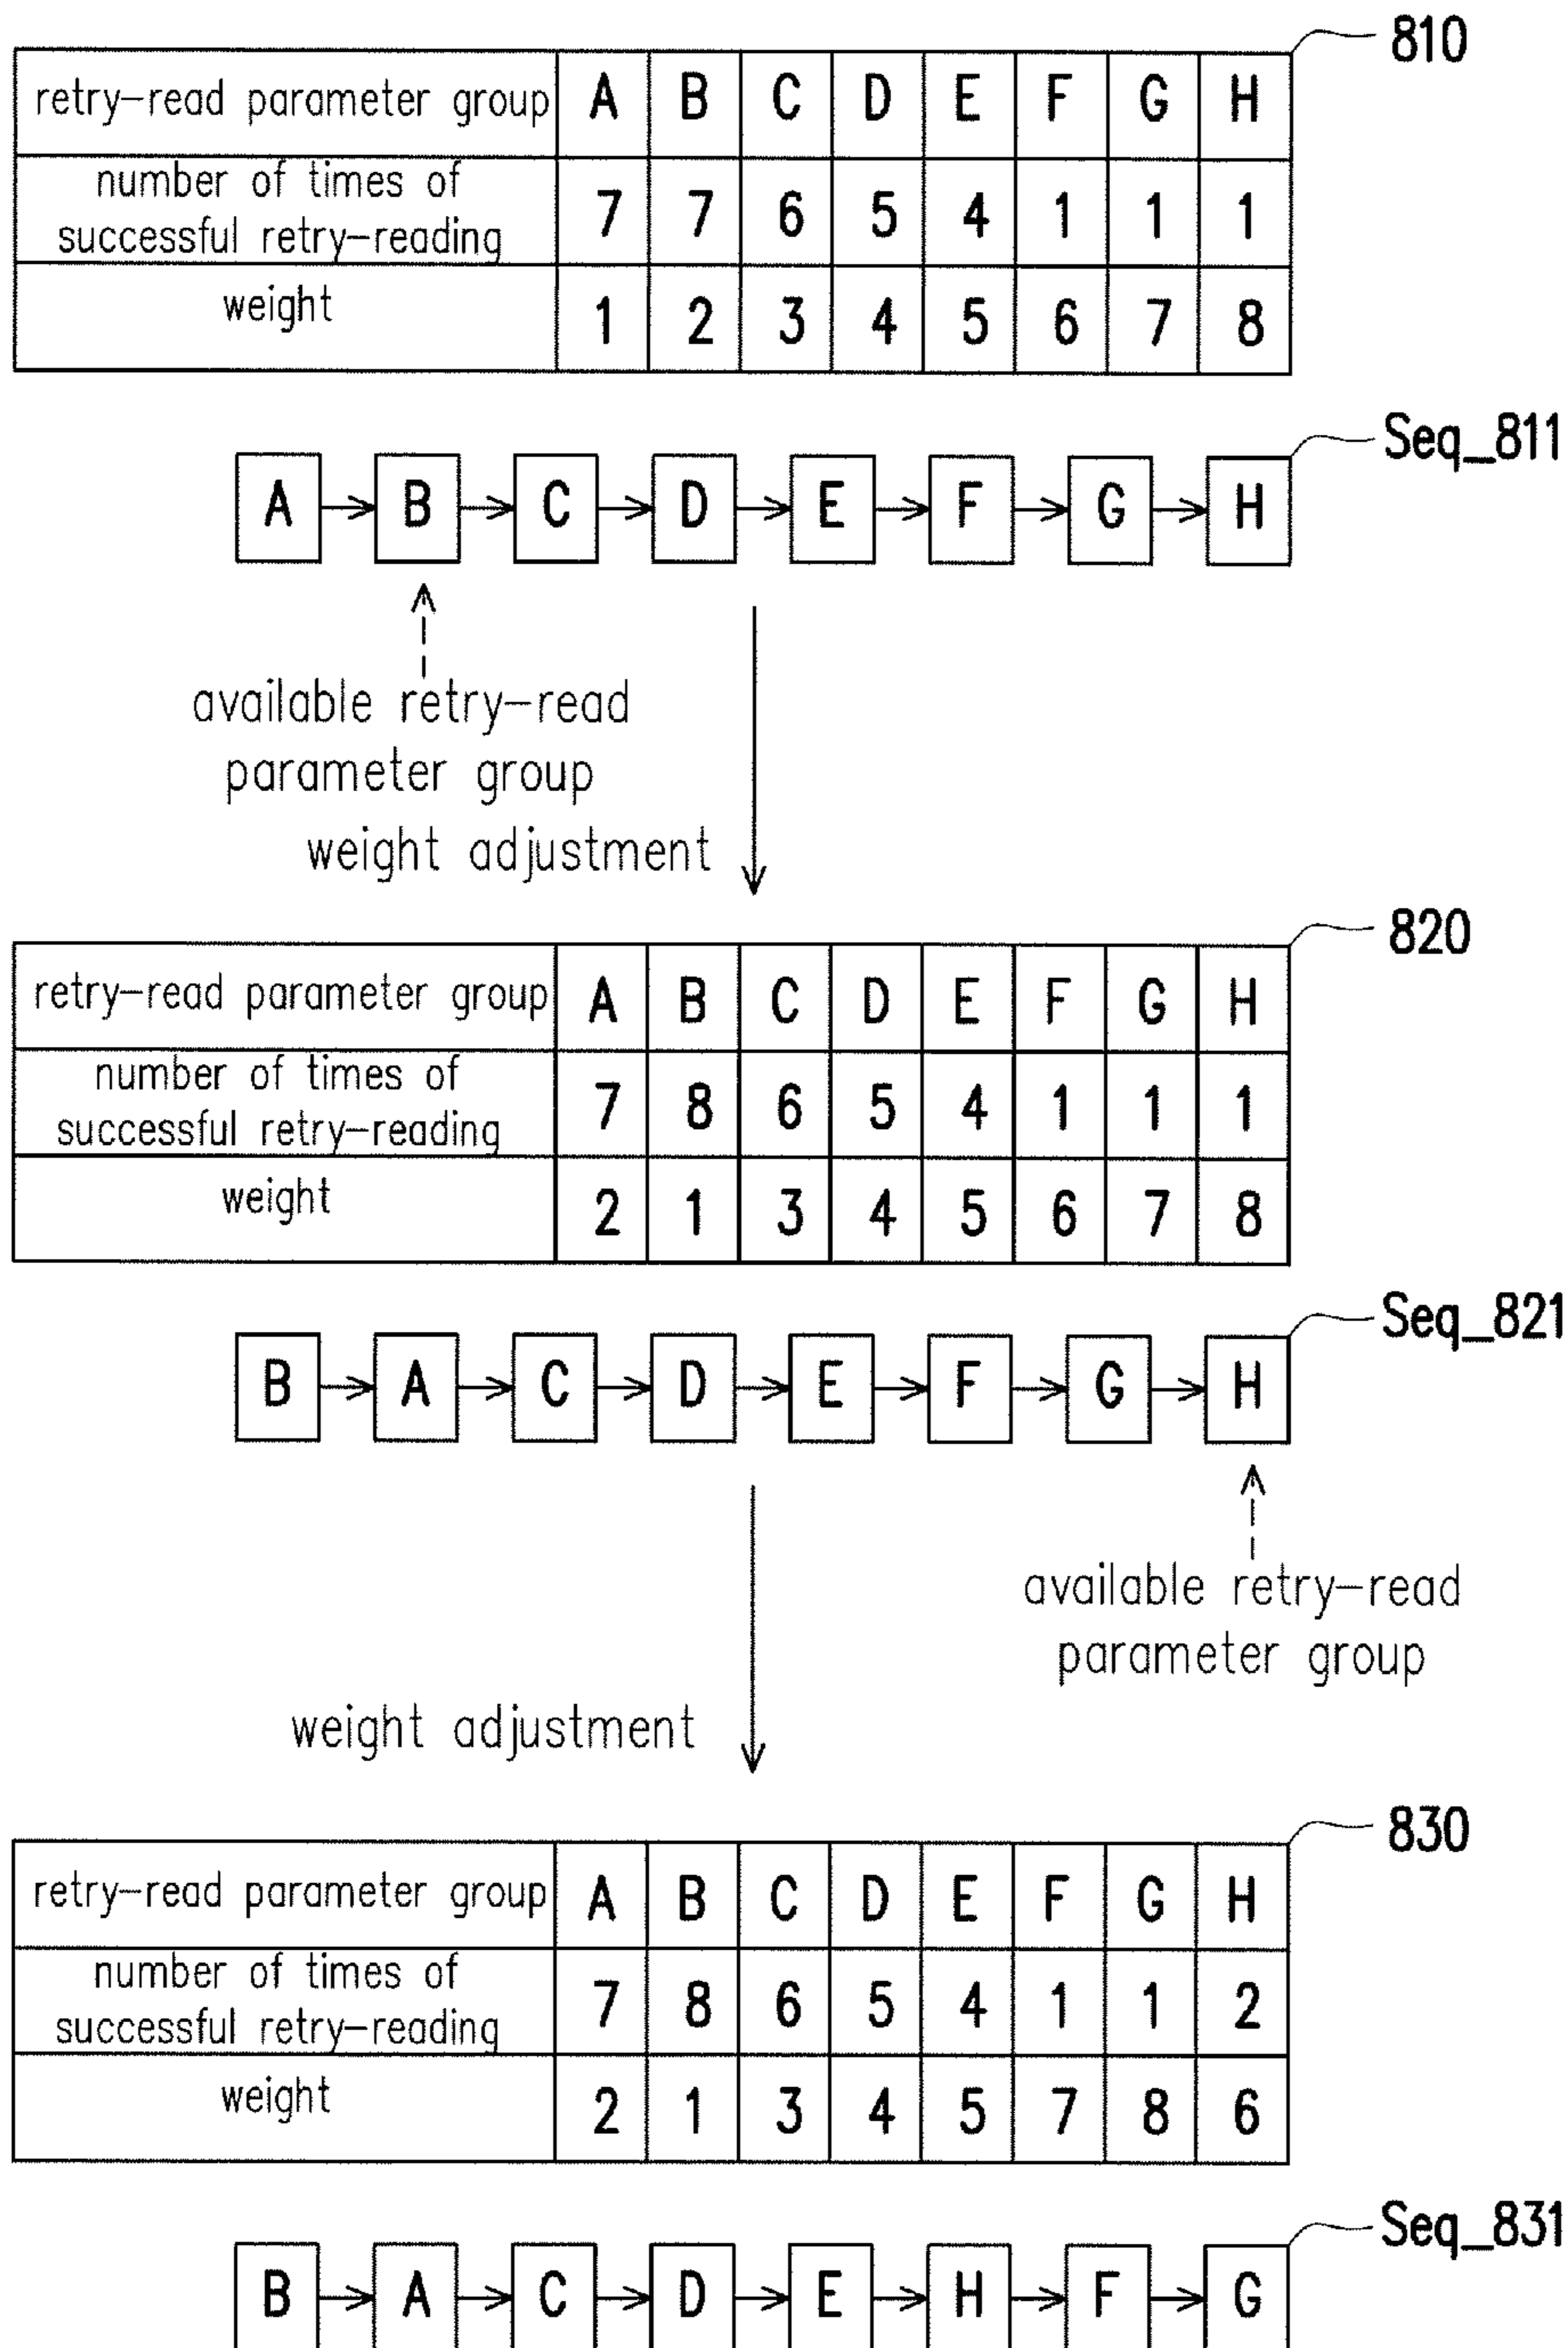 810
retry-read parameter group A B C D E F G H
number of times of
successful retry-reading 7 7 6 5 4 1 1 1
weight 1 2 3 4 5 6 7 8
Seq_811
A B C D E F G H
available retry-read
parameter group
weight adjustment
820
retry-read parameter group A B C D E F G H
number of times of
successful retry-reading 7 8 6 5 4 1 1 1
weight 2 1 3 4 5 6 7 8
Seq_821
B A C D E F G H
available retry-read
parameter group
weight adjustment
830
retry-read parameter group A B C D E F G H
number of times of
successful retry-reading 7 8 6 5 4 1 1 2
weight 2 1 3 4 5 7 8 6
Seq_831
B A C D E H F G